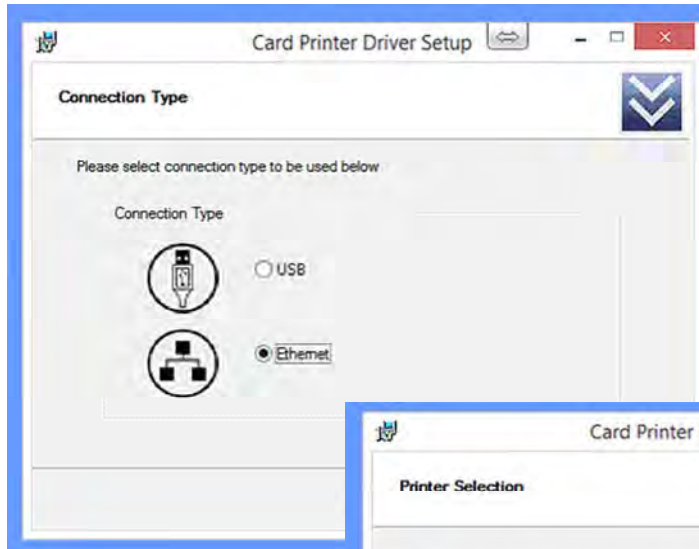 Card Printer Driver Setup
Connection Type
Please select connection type to be used below
Connection Type
USB
Ethernet
Card Printer
Printer Selection